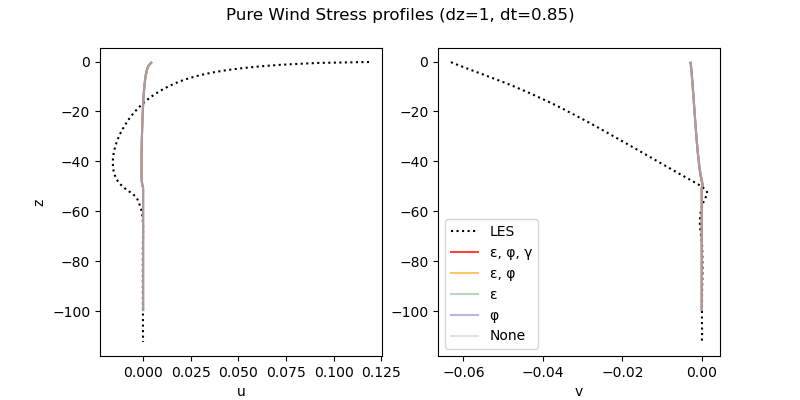 Pure Wind Stress profiles (dz=1, dt=0.85)
z
0
−20
−40
−60
−80
−100
0.000 0.025 0.050 0.075 0.100 0.125
u
0
−20
−40
−60
−80
−100
−0.06 −0.04 −0.02 0.00
v
LES
ε, φ, γ
ε, φ
ε
φ
None